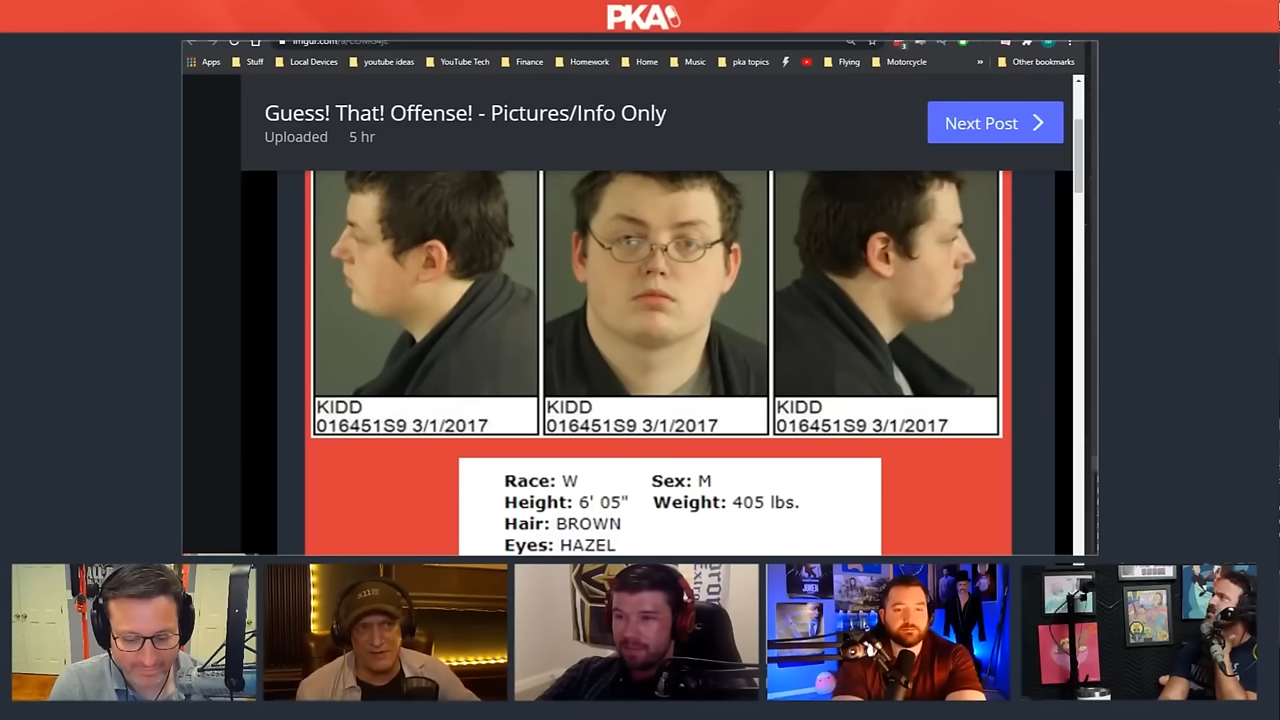 PKA
Apps Stuff Local Devices youtube ideas YouTube Tech Finance Homework Home Music pka topics Flying Motorcycle » Other bookmarks
Guess! That! Offense! - Pictures/Info Only
Uploaded 5 hr
Next Post
KIDD KIDD KIDD
016451S9 3/1/2017 016451S9 3/1/2017 016451S9 3/1/2017
Race: W Sex: M
Height: 6' 05" Weight: 405 lbs.
Hair: BROWN
Eyes: HAZEL